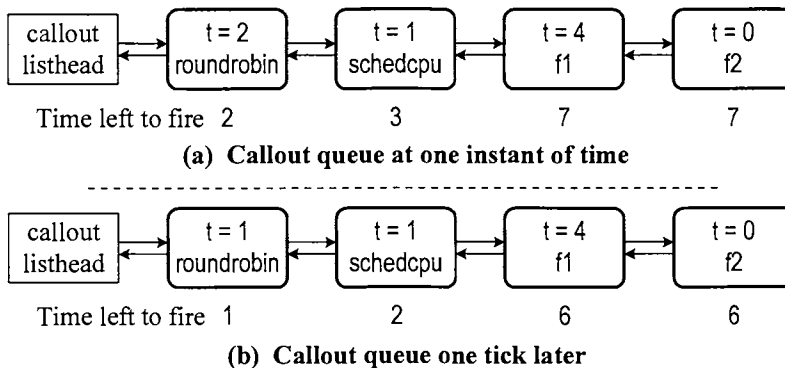 callout listhead
t = 2 roundrobin
t = 1 schedcpu
t = 4 f1
t = 0 f2
Time left to fire 2 3 7 7
(a) Callout queue at one instant of time
callout listhead
t = 1 roundrobin
t = 1 schedcpu
t = 4 f1
t = 0 f2
Time left to fire 1 2 6 6
(b) Callout queue one tick later